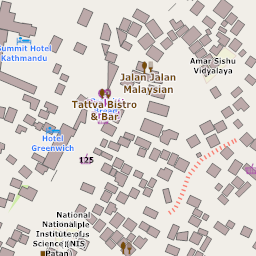 Summit Hotel
Kathmandu
Jalan Jalan
Malaysian
Amar Sishu
Vidyalaya
Tattva Bistro
& Bar
Hotel
Greenwich
125
National
Institute of
Science (NIS
Patan